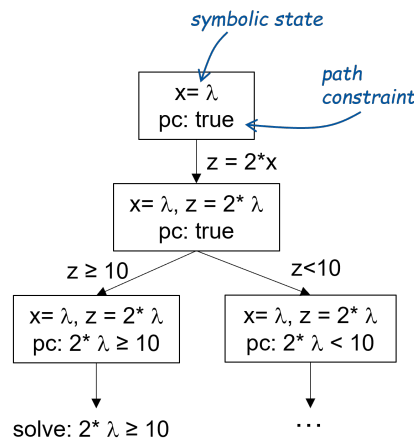 symbolic state
path
constraint
x= λ
pc: true
z = 2*x
x= λ, z = 2* λ
pc: true
z ≥ 10
z<10
x= λ, z = 2* λ
pc: 2* λ ≥ 10
x= λ, z = 2* λ
pc: 2* λ < 10
solve: 2* λ ≥ 10
...